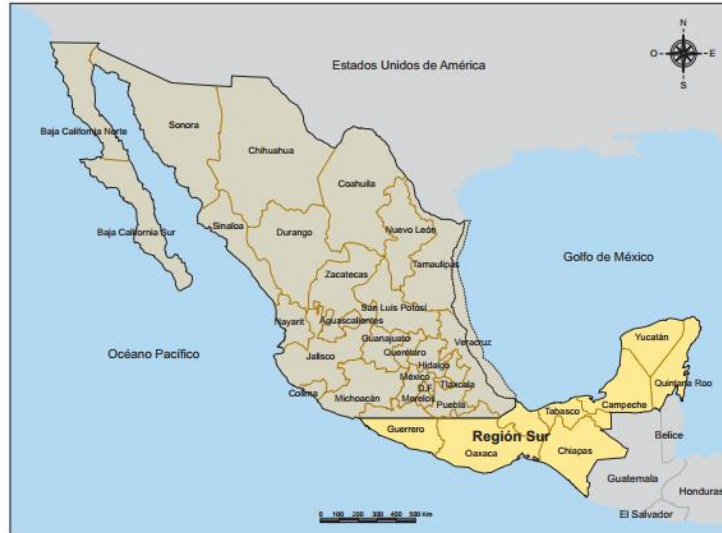 N
O
E
S
Estados Unidos de América
Baja California Norte
Sonora
Chihuahua
Coahuila
Baja California Sur
Sinaloa
Durango
Nuevo León
Tamaulipas
Golfo de México
Zacatecas
San Luis Potosí
Nayarit
Aguascalientes
Yucatán
Océano Pacífico
Guanajuato
Veracruz
Jalisco
Querétaro
Hidalgo
México
D.F.
Tlaxcala
Quintana Roo
Colima
Michoacán
Morelos
Puebla
Campeche
Tabasco
Guerrero
Región Sur
Oaxaca
Chiapas
Belice
Guatemala
Honduras
El Salvador
0 100 200 300 400 500 Km